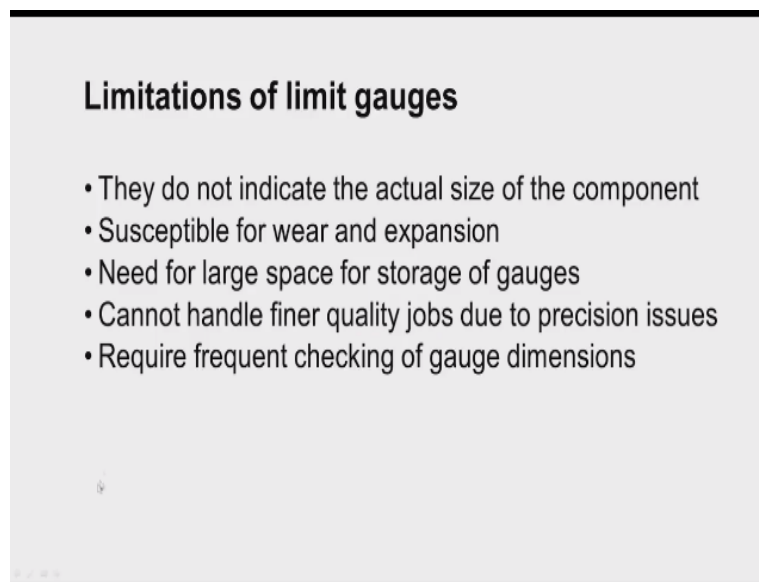 Limitations of limit gauges
• They do not indicate the actual size of the component
• Susceptible for wear and expansion
• Need for large space for storage of gauges
• Cannot handle finer quality jobs due to precision issues
• Require frequent checking of gauge dimensions